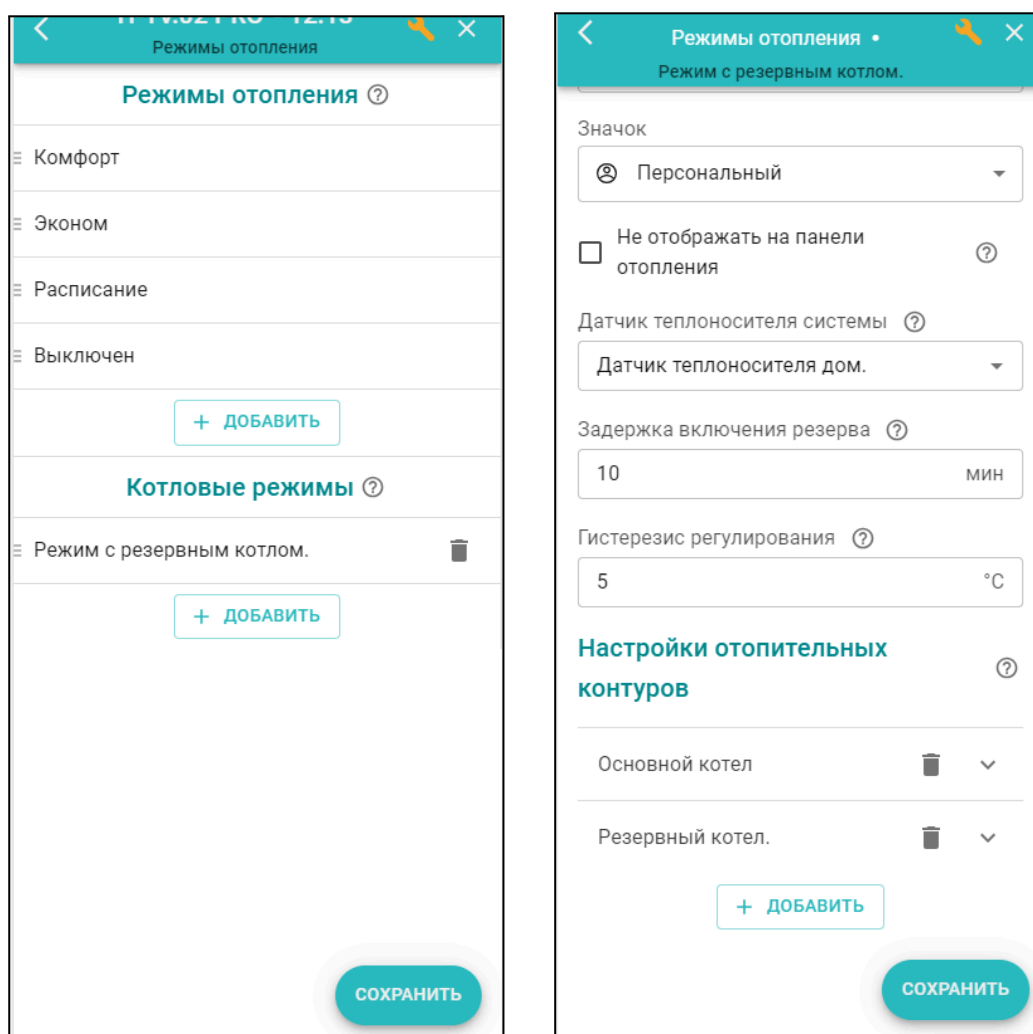 Режимы отопления
Режимы отопления
Комфорт
Эконом
Расписание
Выключен
+ ДОБАВИТЬ
Котловые режимы
Режим с резервным котлом.
+ ДОБАВИТЬ
СОХРАНИТЬ
Режимы отопления •
Режим с резервным котлом.
Значок
Персональный
Не отображать на панели
отопления
Датчик теплоносителя системы
Датчик теплоносителя дом.
Задержка включения резерва
10 мин
Гистерезис регулирования
5 °C
Настройки отопительных
контуров
Основной котел
Резервный котел.
+ ДОБАВИТЬ
СОХРАНИТЬ